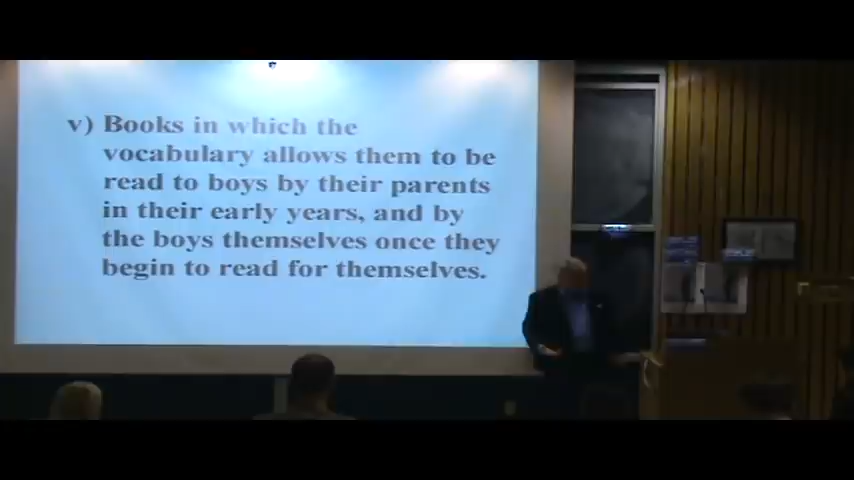 v) Books in which the
vocabulary allows them to be
read to boys by their parents
in their early years, and by
the boys themselves once they
begin to read for themselves.